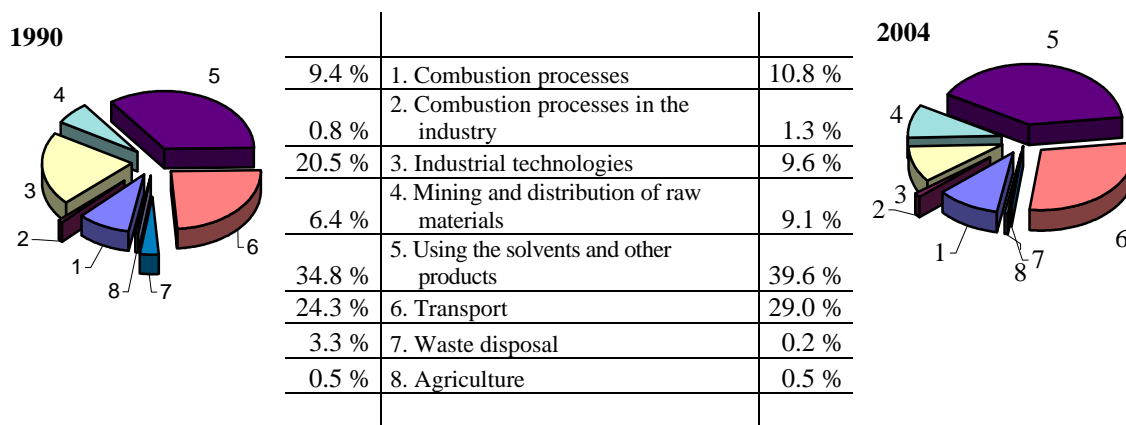 1990
5
4
3
2
1
8
7
6
9.4 % 1. Combustion processes 10.8 %
2. Combustion processes in the
0.8 % industry 1.3 %
20.5 % 3. Industrial technologies 9.6 %
4. Mining and distribution of raw
6.4 % materials 9.1 %
5. Using the solvents and other
34.8 % products 39.6 %
24.3 % 6. Transport 29.0 %
3.3 % 7. Waste disposal 0.2 %
0.5 % 8. Agriculture 0.5 %
2004
5
4
3
2
1
8
7
6